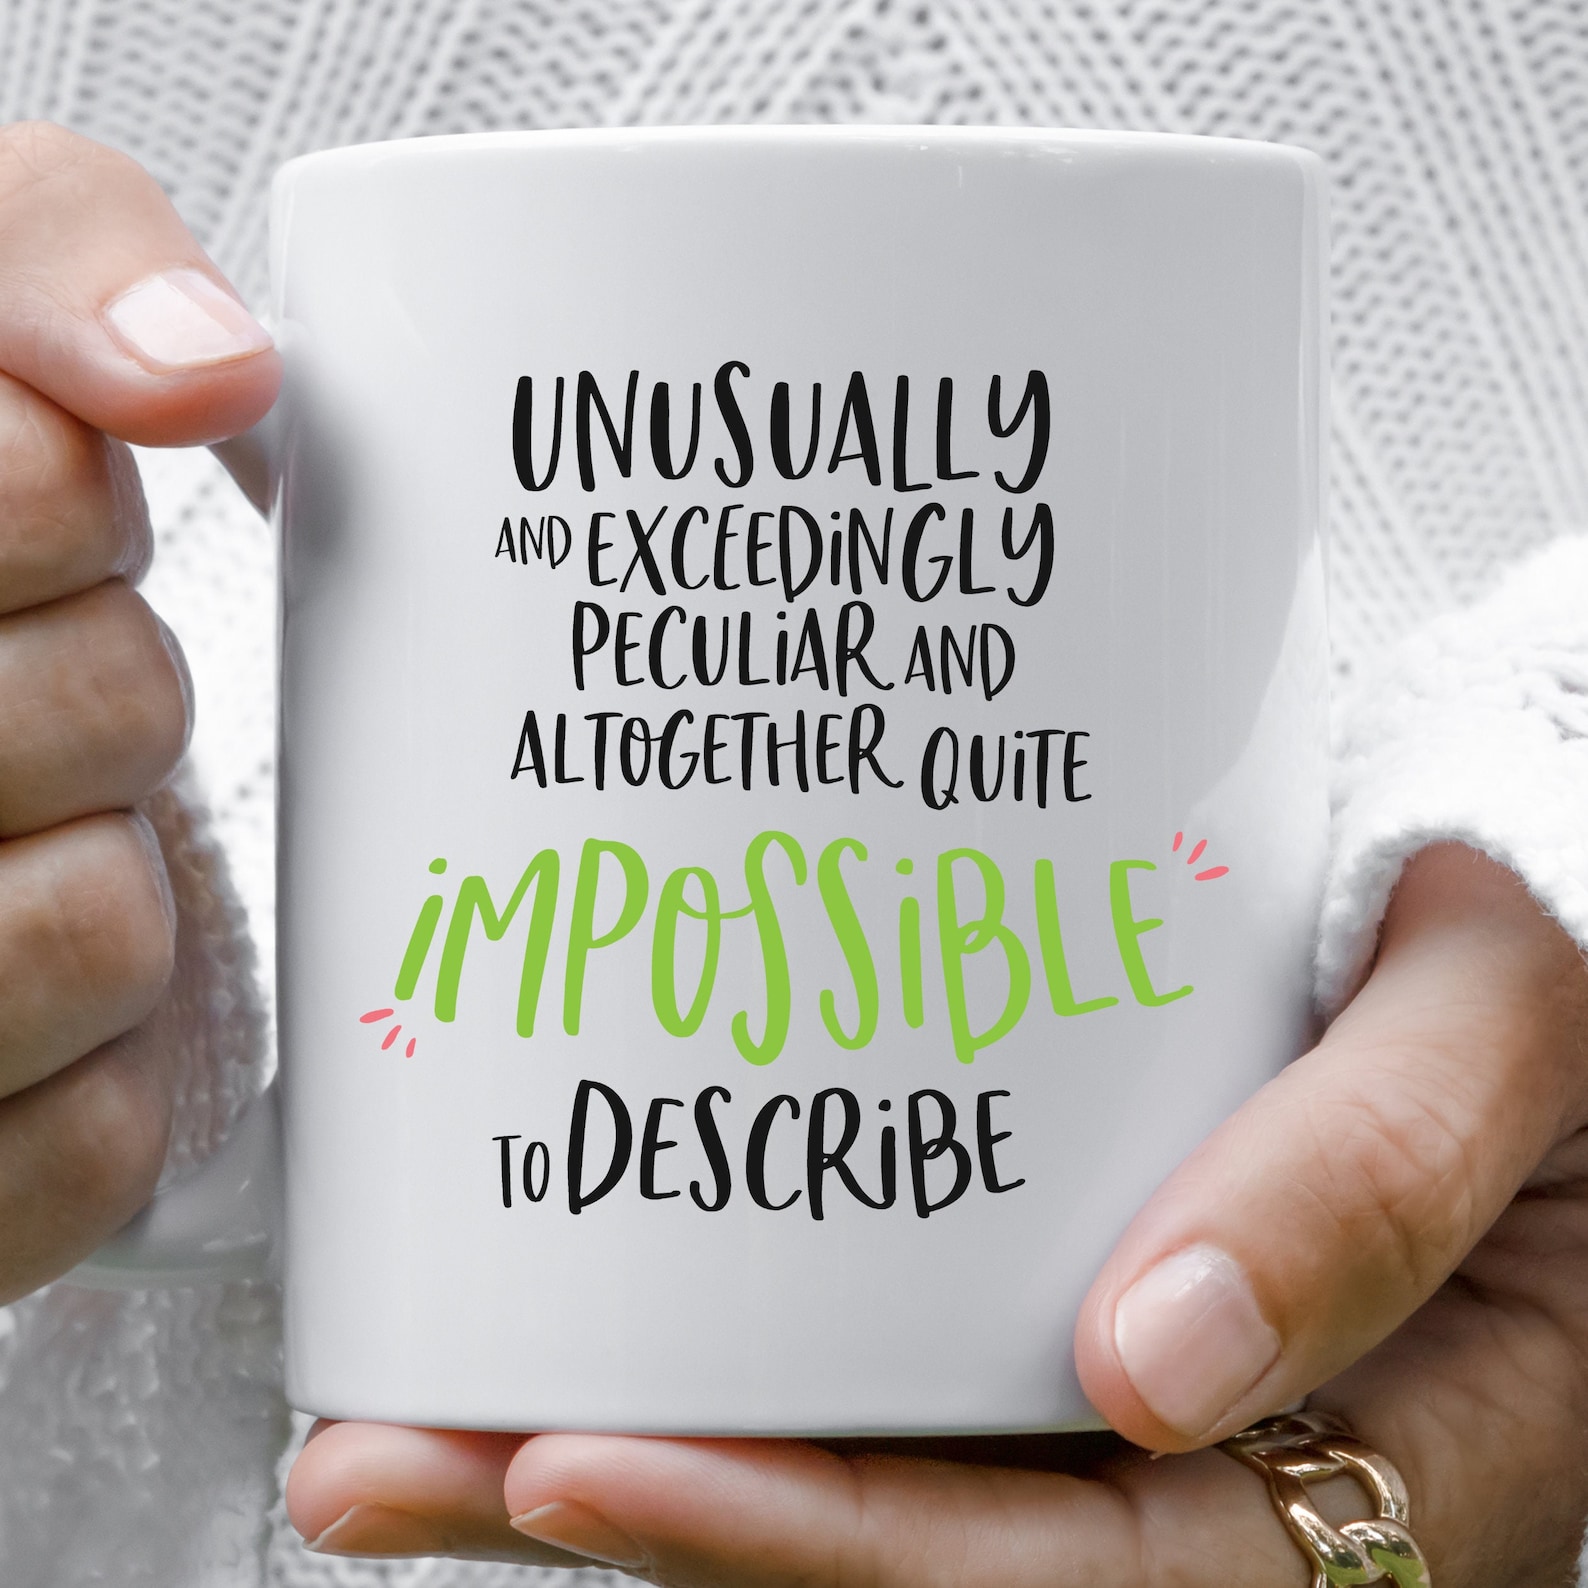 UNUSUALLY
AND EXCEEDiNGLY
PECULiAR AND
ALTOGETHER QUiTE
iMPOSSiBLE
TO DESCRiBE